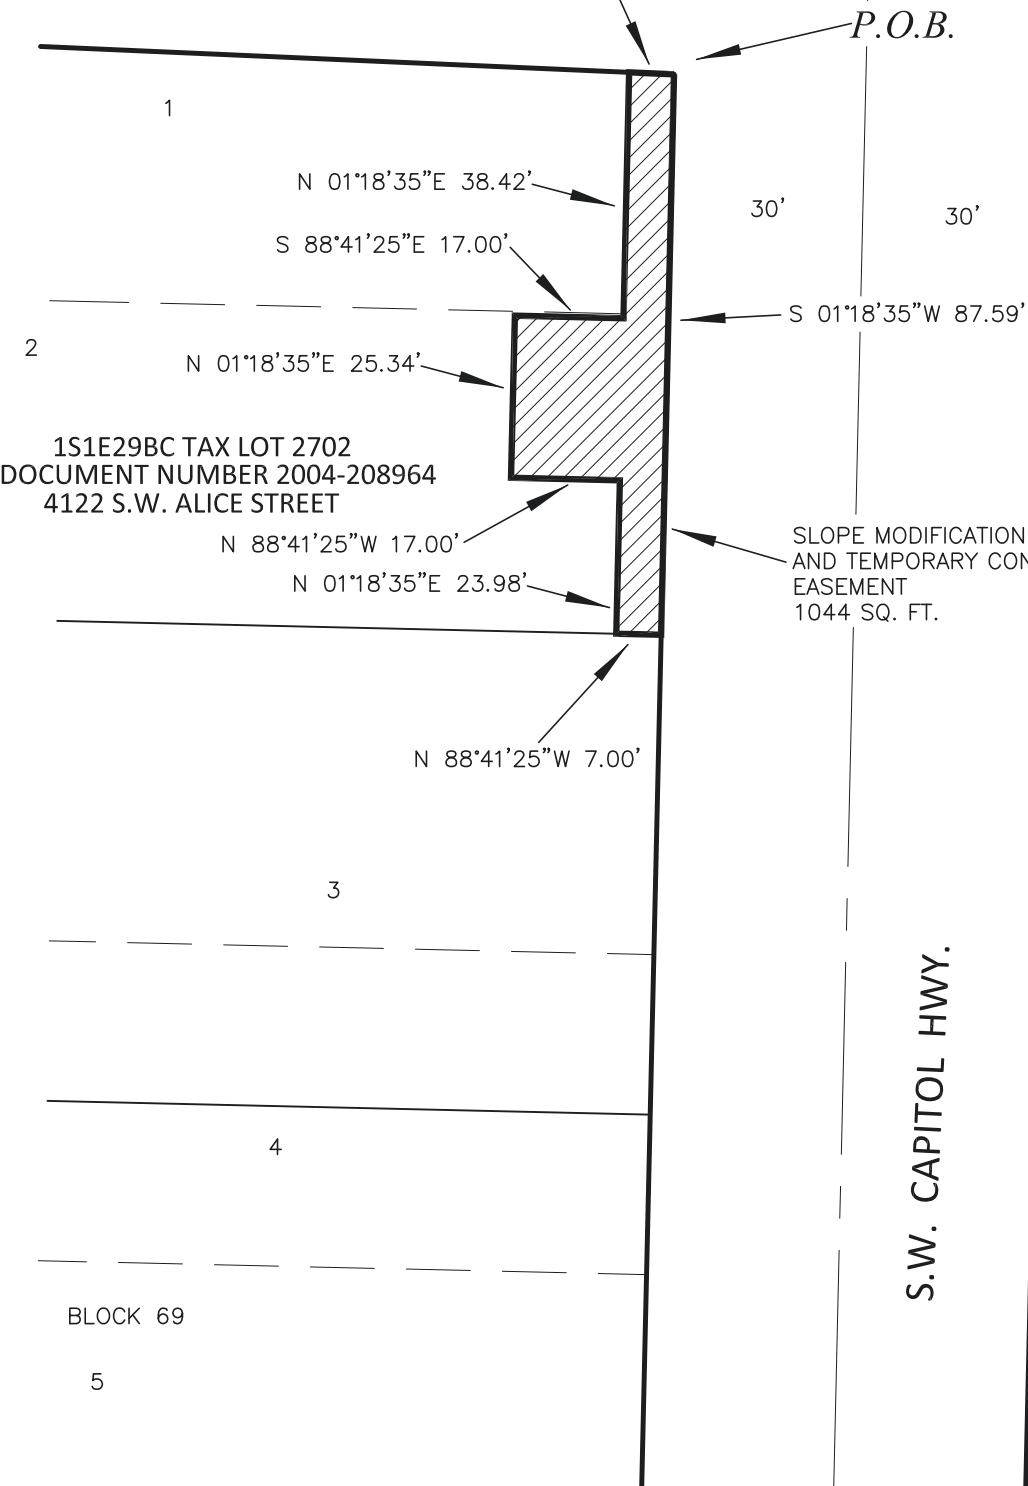 P.O.B.
1
N 01°18'35"E 38.42'
30'
30'
S 88°41'25"E 17.00'
S 01°18'35"W 87.59'
2
N 01°18'35"E 25.34'
1S1E29BC TAX LOT 2702
DOCUMENT NUMBER 2004-208964
4122 S.W. ALICE STREET
N 88°41'25"W 17.00'
SLOPE MODIFICATION
AND TEMPORARY CON
EASEMENT
1044 SQ. FT.
N 01°18'35"E 23.98'
N 88°41'25"W 7.00'
3
S.W. CAPITOL HWY.
4
BLOCK 69
5